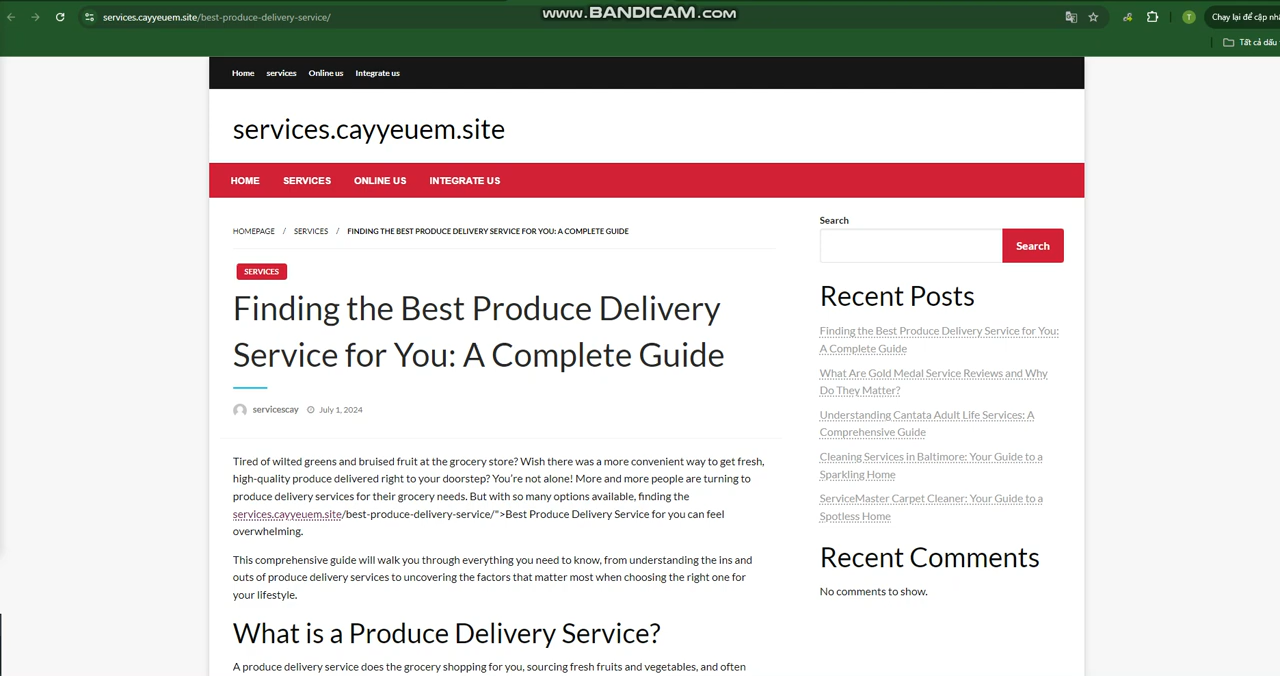 services.cayyeuem.site/best-produce-delivery-service/
www.BANDICAM.com
T
Chạy lại để cập
Tất cả dấu
Home services Online us Integrate us
services.cayyeuem.site
HOME SERVICES ONLINE US INTEGRATE US
HOMEPAGE / SERVICES / FINDING THE BEST PRODUCE DELIVERY SERVICE FOR YOU: A COMPLETE GUIDE
SERVICES
Finding the Best Produce Delivery
Service for You: A Complete Guide
servicescay July 1, 2024
Tired of wilted greens and bruised fruit at the grocery store? Wish there was a more convenient way to get fresh,
high-quality produce delivered right to your doorstep? You’re not alone! More and more people are turning to
produce delivery services for their grocery needs. But with so many options available, finding the
services.cayyeuem.site/best-produce-delivery-service/">Best Produce Delivery Service for you can feel
overwhelming.
This comprehensive guide will walk you through everything you need to know, from understanding the ins and
outs of produce delivery services to uncovering the factors that matter most when choosing the right one for
your lifestyle.
What is a Produce Delivery Service?
A produce delivery service does the grocery shopping for you, sourcing fresh fruits and vegetables, and often
Search
Search
Recent Posts
Finding the Best Produce Delivery Service for You:
A Complete Guide
What Are Gold Medal Service Reviews and Why
Do They Matter?
Understanding Cantata Adult Life Services: A
Comprehensive Guide
Cleaning Services in Baltimore: Your Guide to a
Sparkling Home
ServiceMaster Carpet Cleaner: Your Guide to a
Spotless Home
Recent Comments
No comments to show.